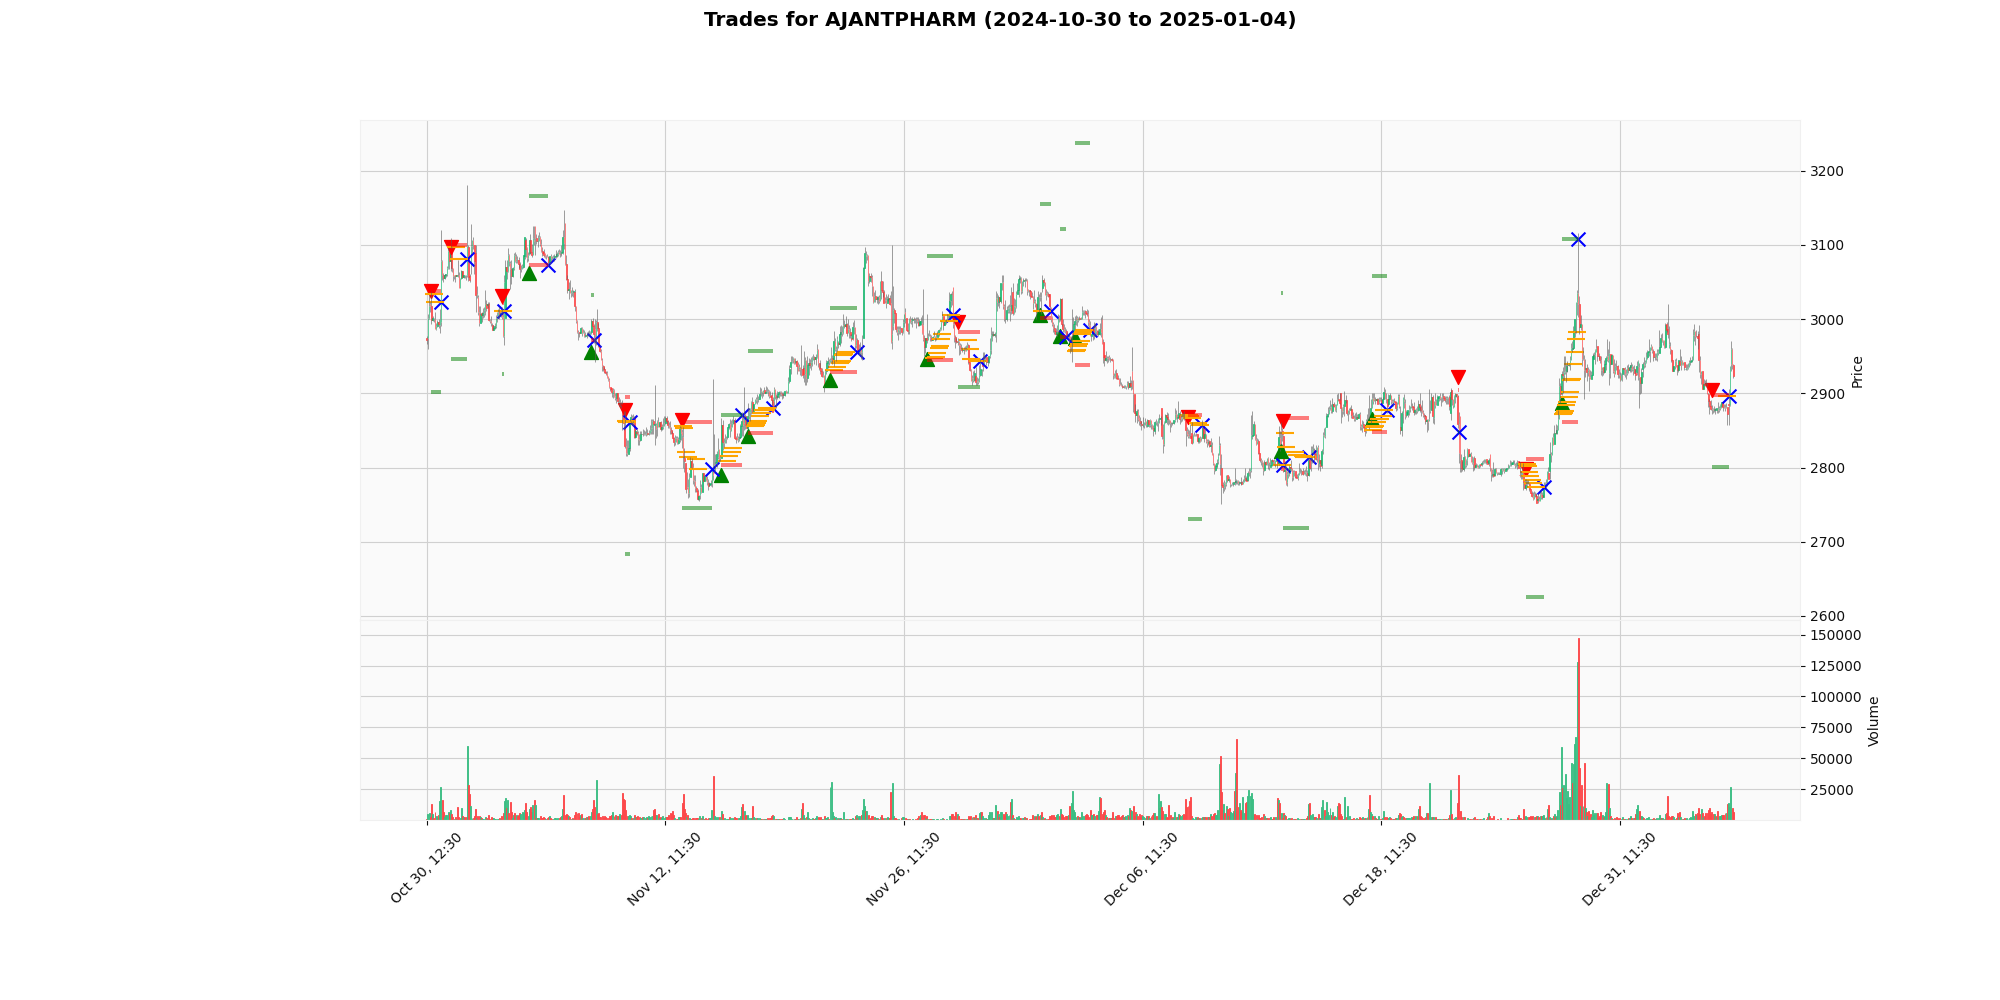 Trades for AJANTPHARM (2024-10-30 to 2025-01-04)
3200
3100
3000
2900
2800
2700
2600
Price
150000
125000
100000
75000
50000
25000
Volume
Oct 30, 12:30
Nov 12, 11:30
Nov 26, 11:30
Dec 06, 11:30
Dec 18, 11:30
Dec 31, 11:30